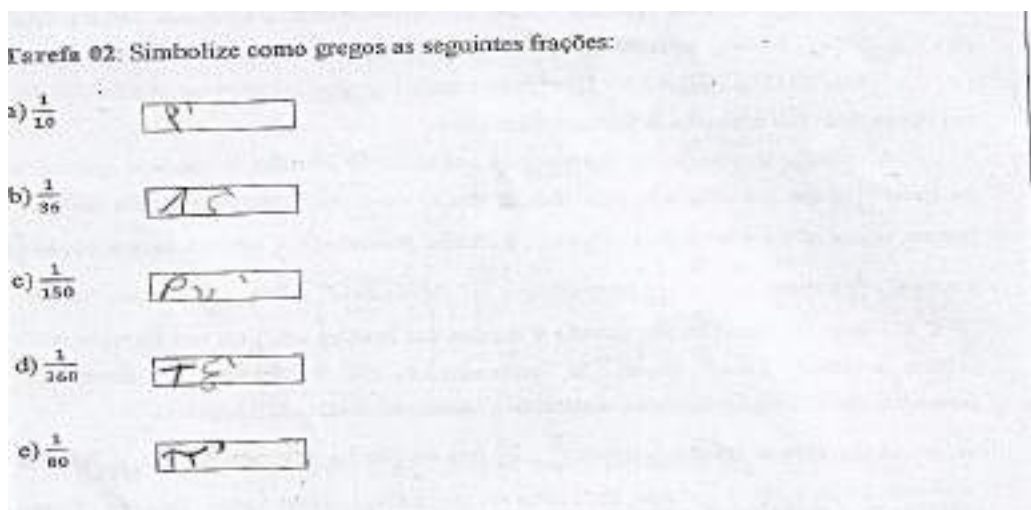 Tarefa 02: Simbolize como gregos as seguintes frações:
a) 1/10
b) 1/36 Λ ς'
c) 1/150 ρν'
d) 1/360 Τξ'
e) 1/80 π'